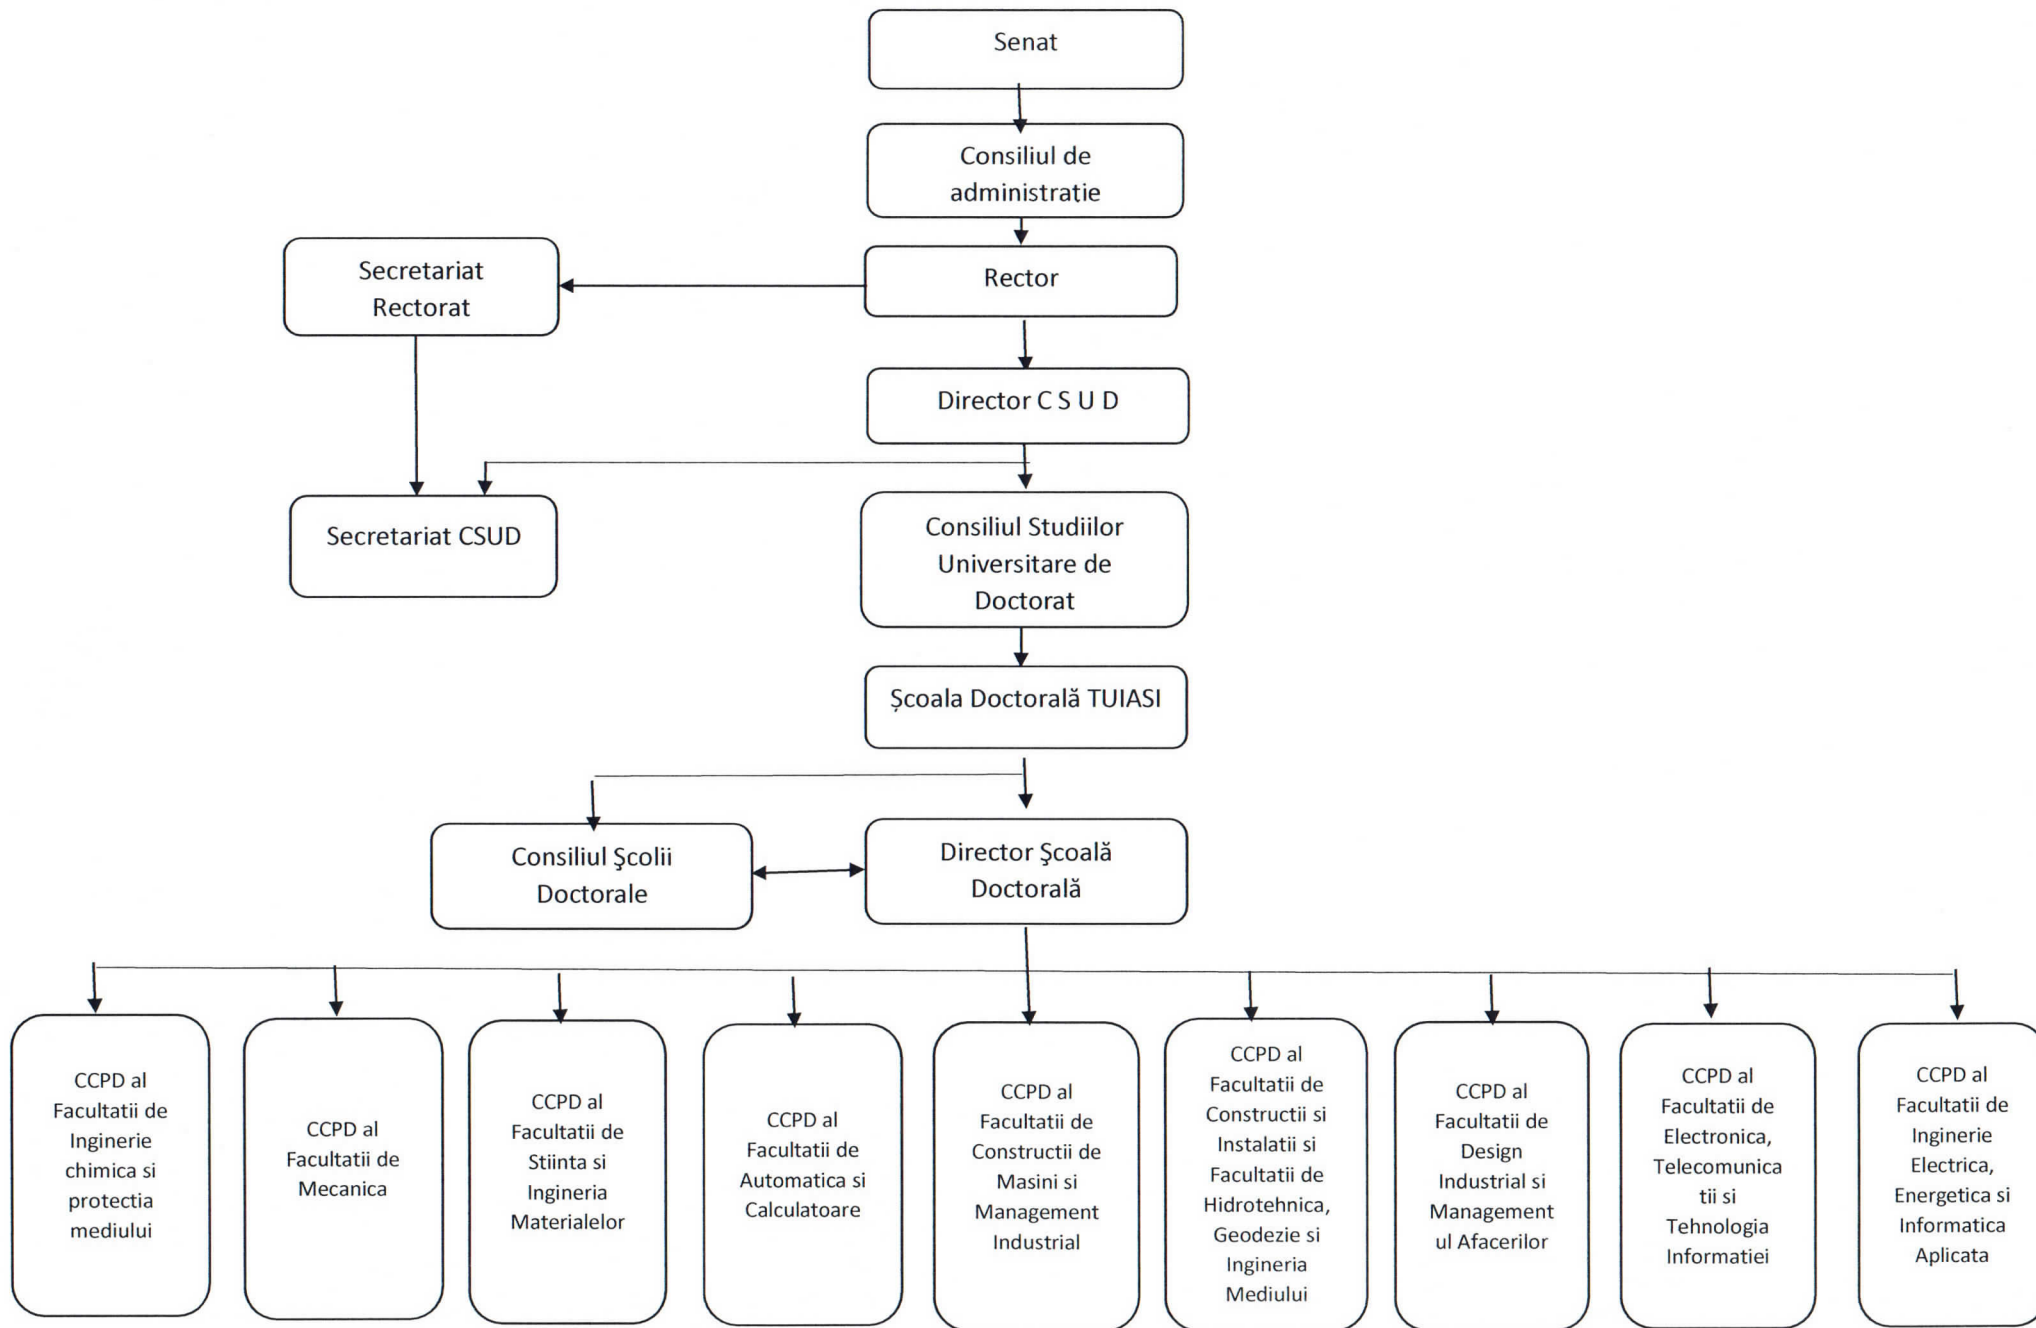 Senat
Consiliul de
administratie
Secretariat
Rectorat
Rector
Director C S U D
Secretariat CSUD
Consiliul Studiilor
Universitare de
Doctorat
Școala Doctorală TUIASI
Consiliul Şcolii
Doctorale
Director Şcoală
Doctorală
CCPD al
Facultatii de
Inginerie
chimica si
protectia
mediului
CCPD al
Facultatii de
Mecanica
CCPD al
Facultatii de
Stiinta si
Ingineria
Materialelor
CCPD al
Facultatii de
Automatica si
Calculatoare
CCPD al
Facultatii de
Constructii de
Masini si
Management
Industrial
CCPD al
Facultatii de
Constructii si
Instalatii si
Facultatii de
Hidrotehnica,
Geodezie si
Ingineria
Mediului
CCPD al
Facultatii de
Design
Industrial si
Management
ul Afacerilor
CCPD al
Facultatii de
Electronica,
Telecomunica
tii si
Tehnologia
Informatiei
CCPD al
Facultatii de
Inginerie
Electrica,
Energetica si
Informatica
Aplicata